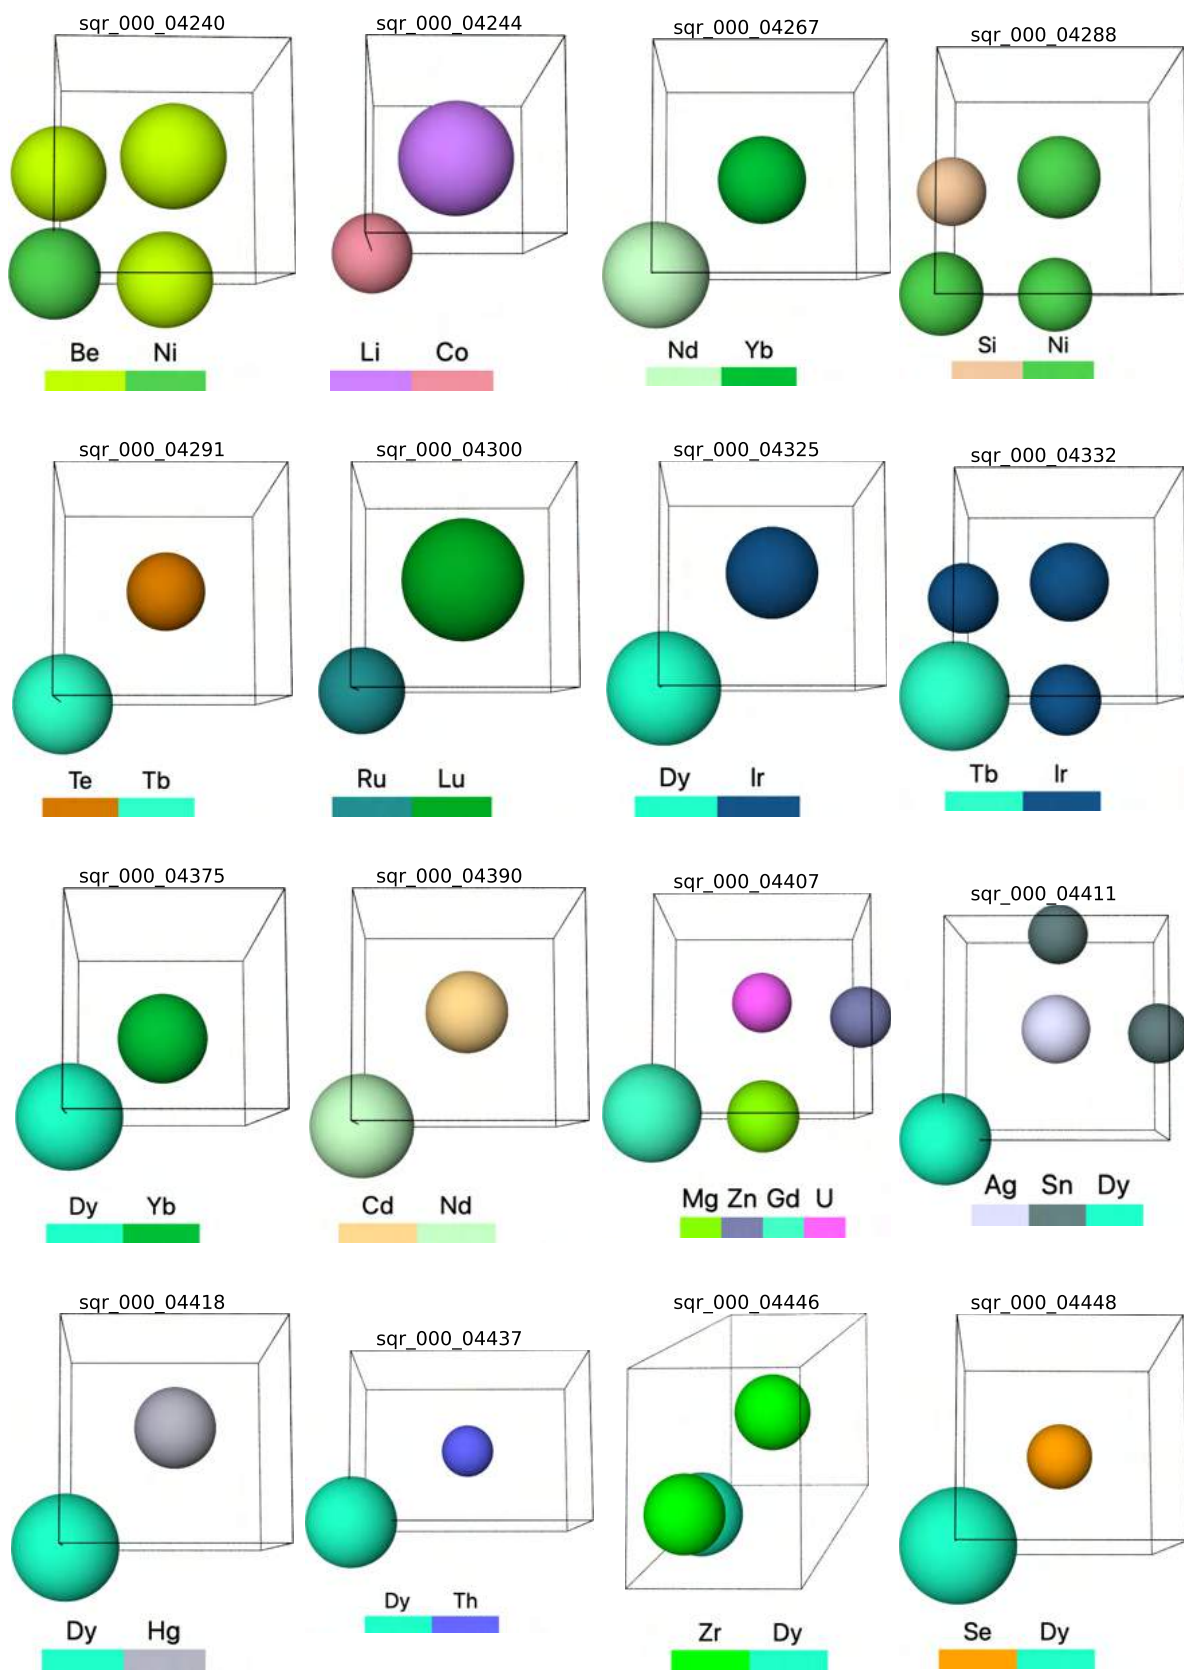 sqr_000_04240 sqr_000_04244 sqr_000_04267 sqr_000_04288
Be Ni Li Co Nd Yb Si Ni
sqr_000_04291 sqr_000_04300 sqr_000_04325 sqr_000_04332
Te Tb Ru Lu Dy Ir Tb Ir
sqr_000_04375 sqr_000_04390 sqr_000_04407 sqr_000_04411
Dy Yb Cd Nd Mg Zn Gd U Ag Sn Dy
sqr_000_04418 sqr_000_04437 sqr_000_04446 sqr_000_04448
Dy Hg Dy Th Zr Dy Se Dy